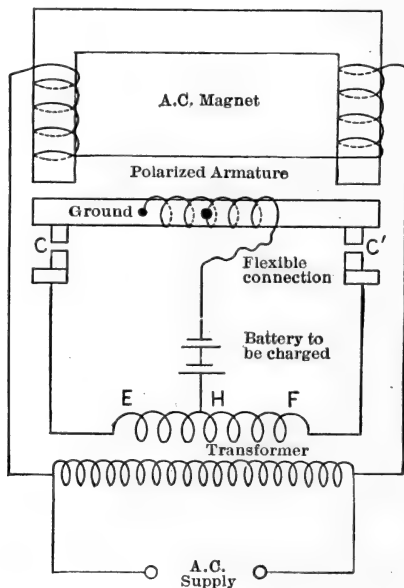 A.C. Magnet
Polarized Armature
Ground
C
C'
Flexible
connection
Battery to
be charged
E
H
F
Transformer
A.C.
Supply